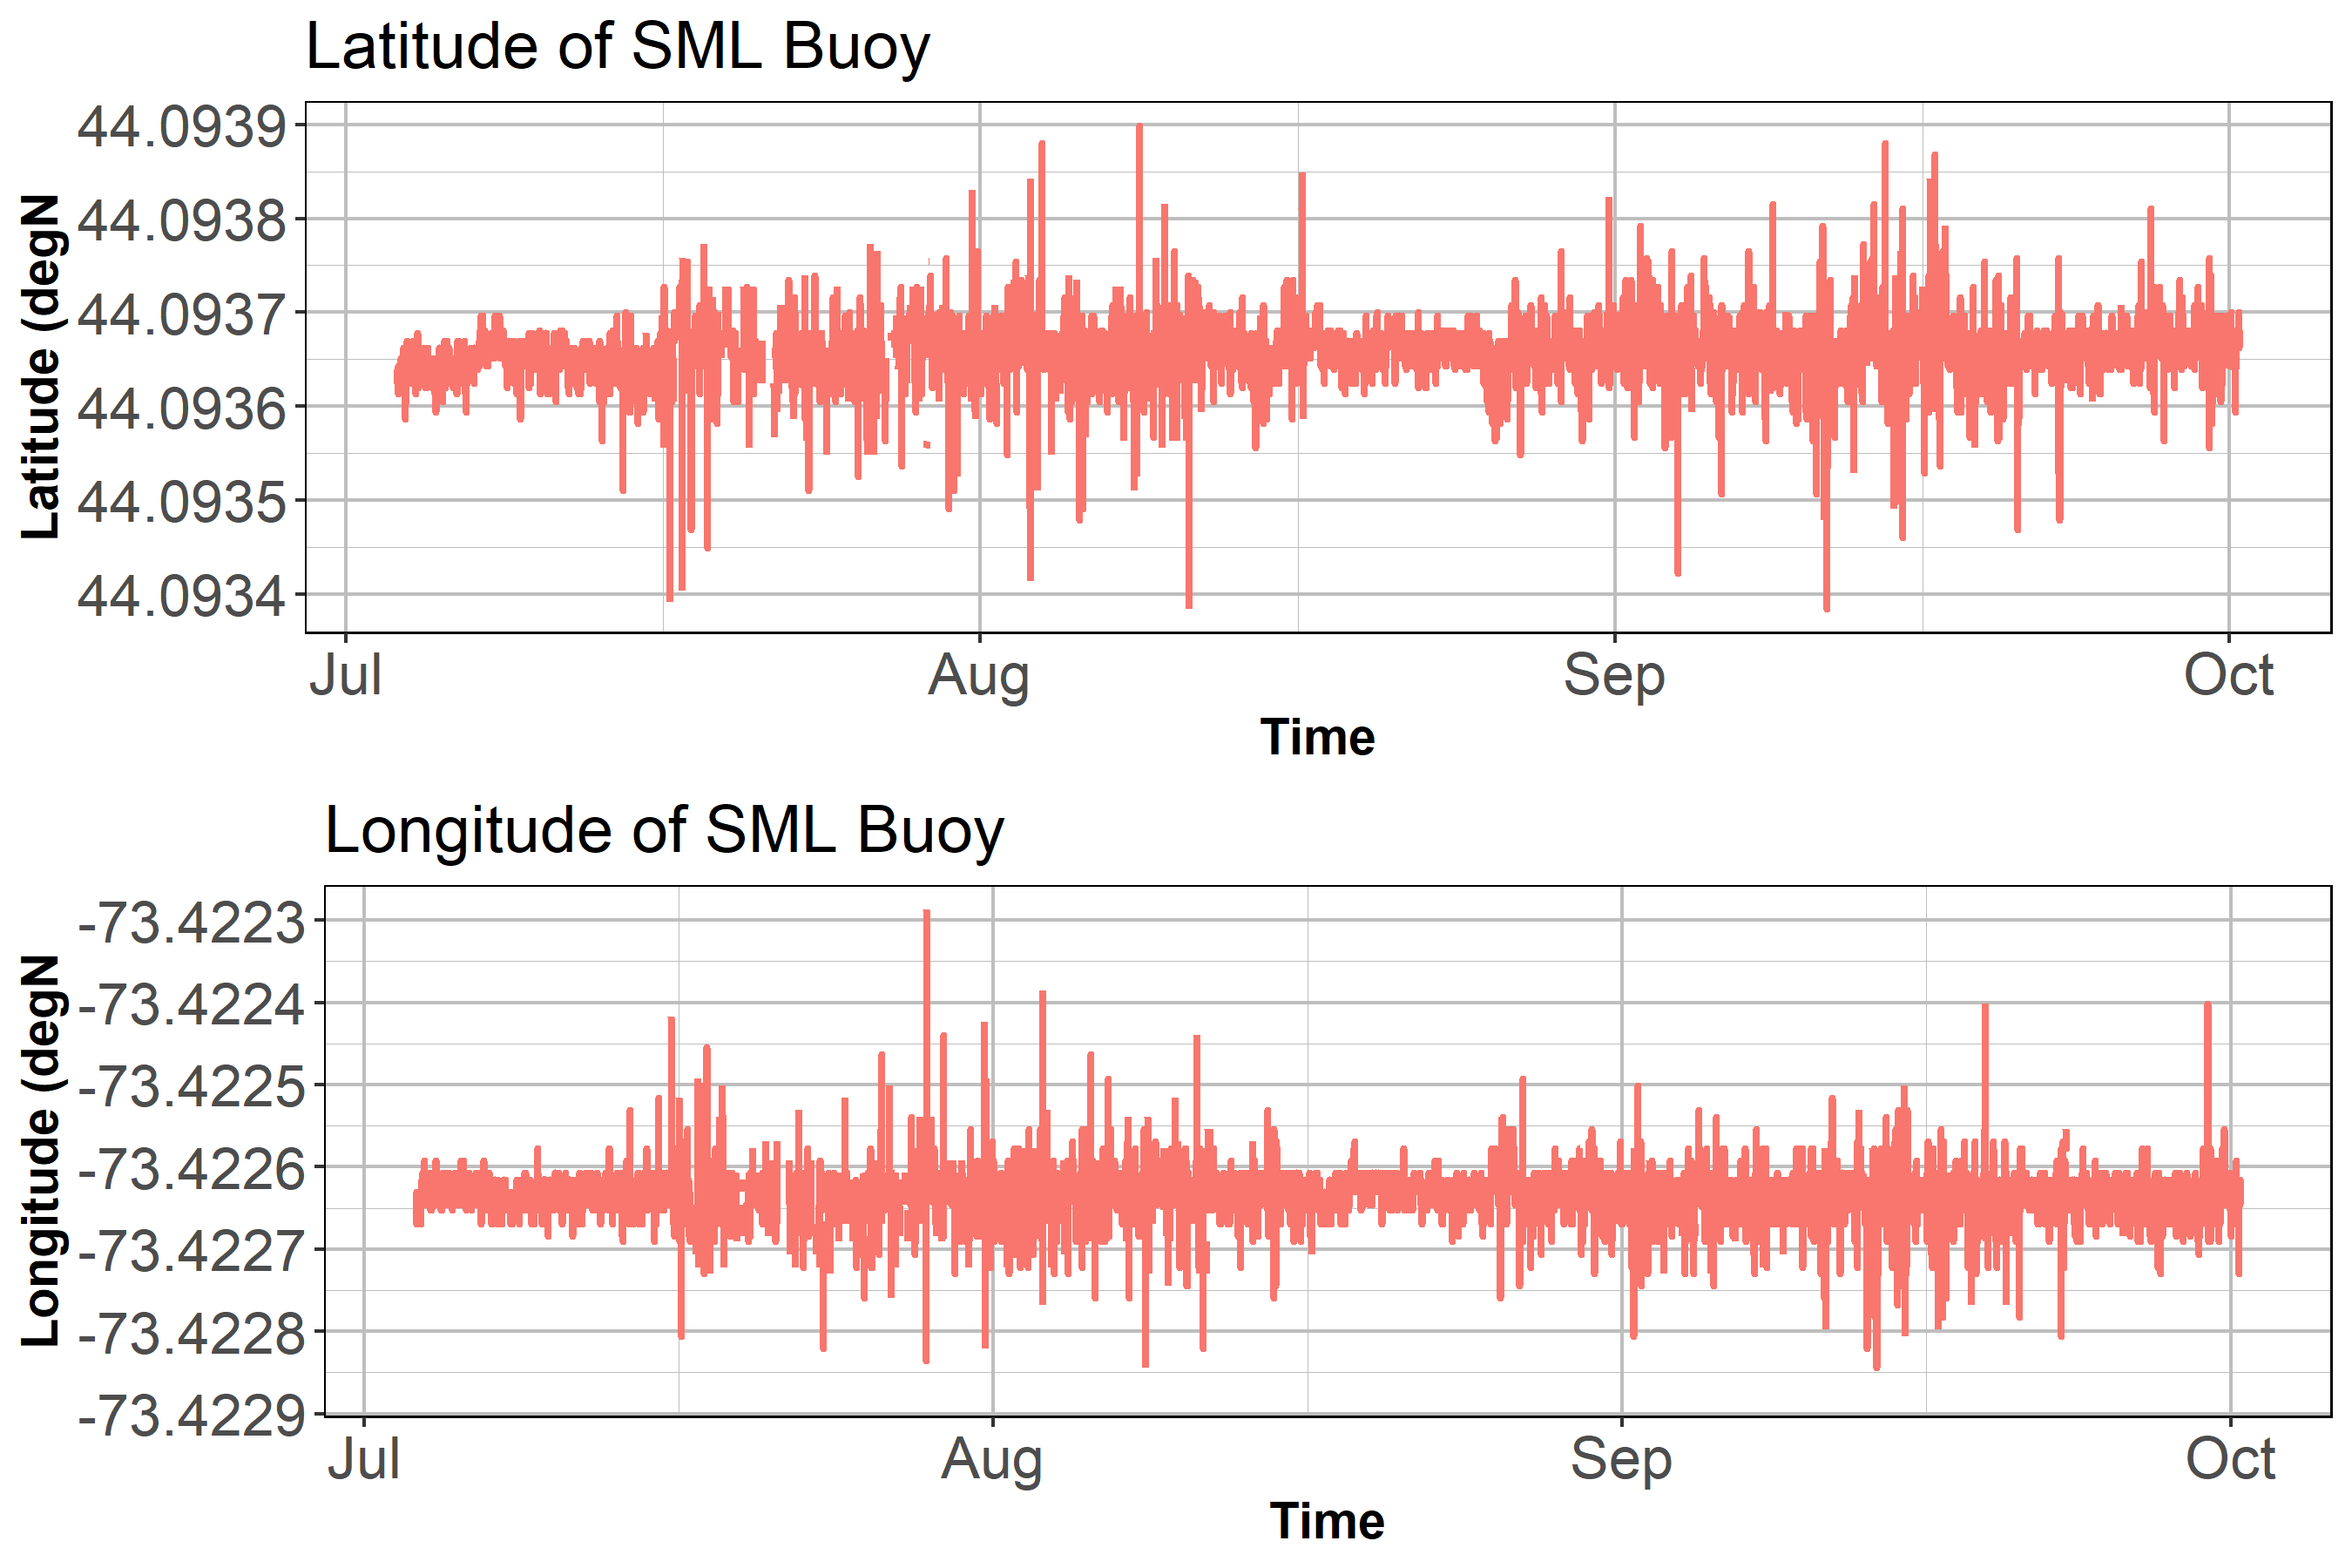 Latitude of SML Buoy
44.0939
44.0938
44.0937
44.0936
44.0935
44.0934
Latitude (degN
Jul Aug Sep Oct
Time
Longitude of SML Buoy
-73.4223
-73.4224
-73.4225
-73.4226
-73.4227
-73.4228
-73.4229
Longitude (degN
Jul Aug Sep Oct
Time